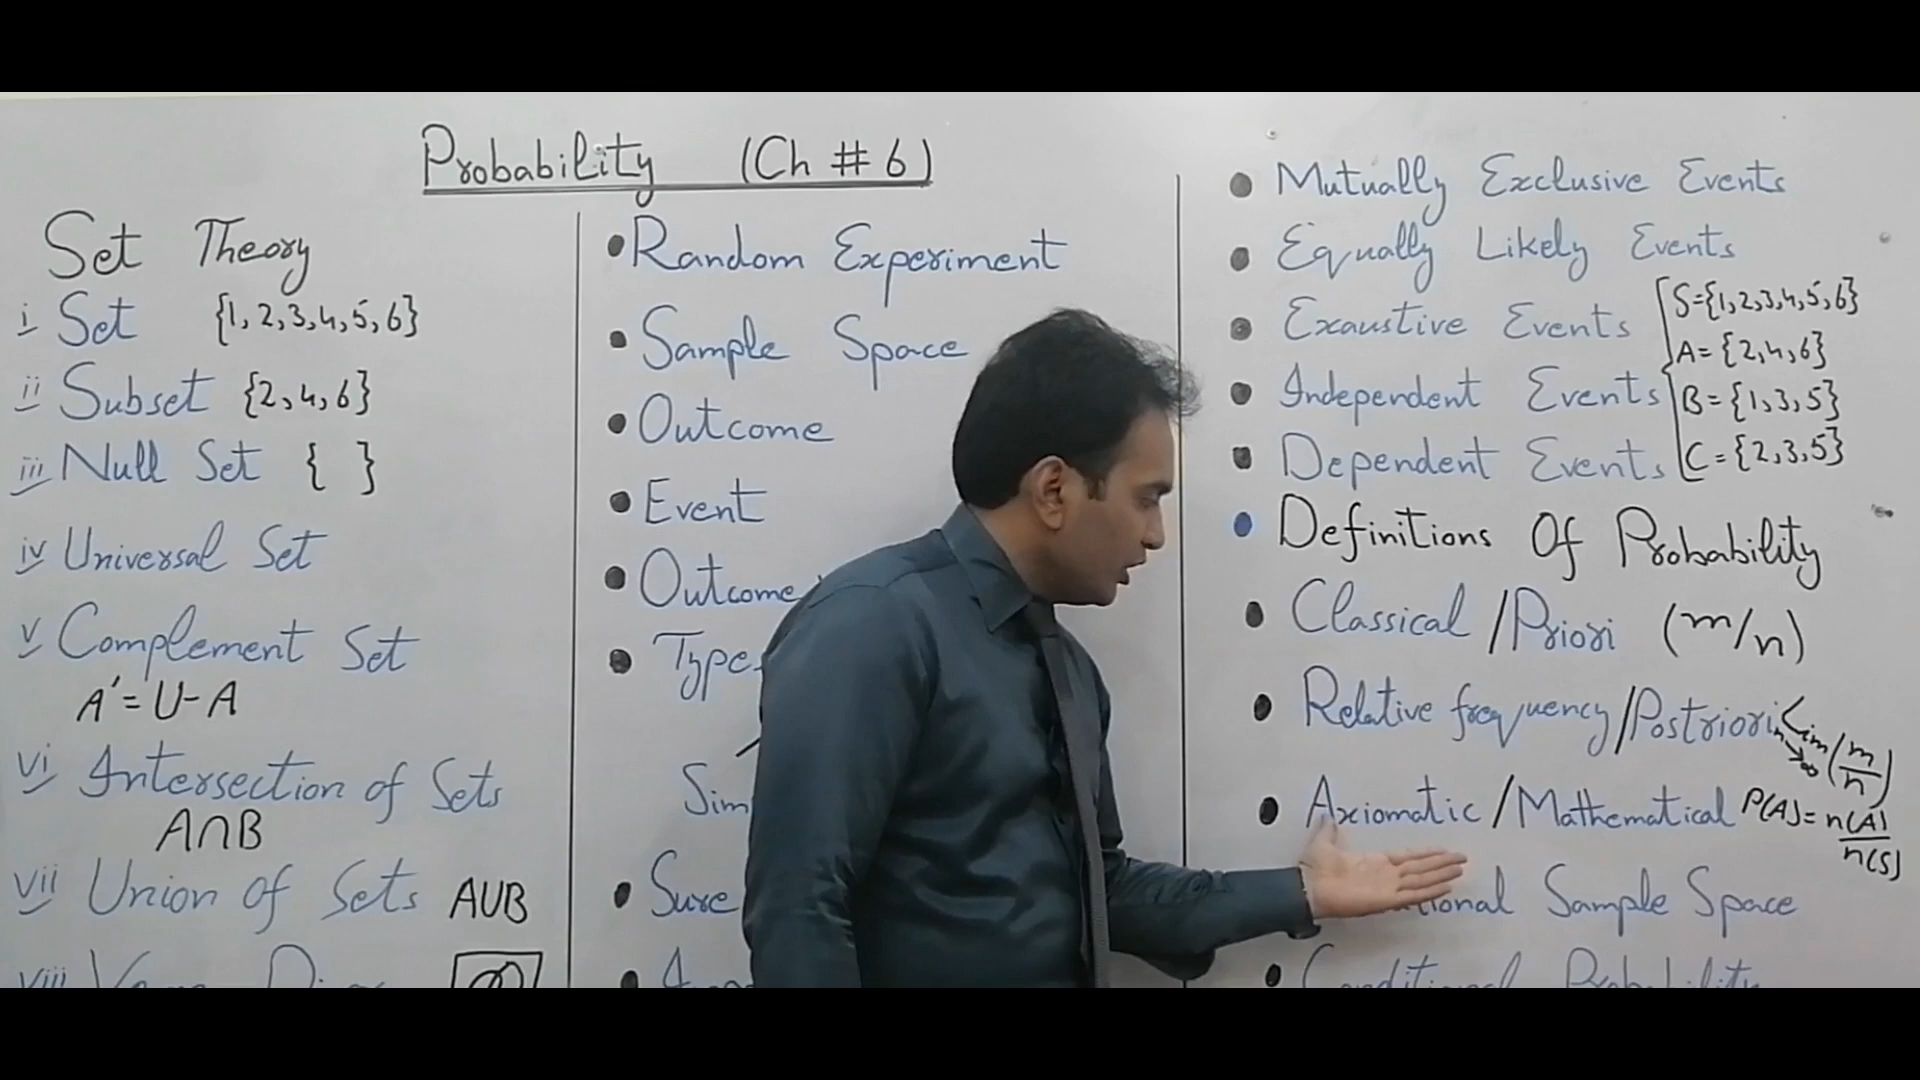 Probability (Ch # 6)
Set Theory
i Set {1,2,3,4,5,6}
ii Subset {2,4,6}
iii Null Set { }
iv Universal Set
v Complement Set
A' = U - A
vi Intersection of Sets
A∩B
vii Union of Sets A∪B
viii
• Random Experiment
• Sample Space
• Outcome
• Event
• Outcome
•
•
•
• Mutually Exclusive Events
• Equally Likely Events
• Exaustive Events
• Independent Events
• Dependent Events
S={1,2,3,4,5,6}
A={2,4,6}
B={1,3,5}
C={2,3,5}
• Definitions Of Probability
• Classical/Priori (m/n)
• Relative frequency/Postriori Lim n→∞ (m/n)
• Axiomatic/Mathematical P(A)=n(A)/n(S)
Sample Space
• Conditional Probability